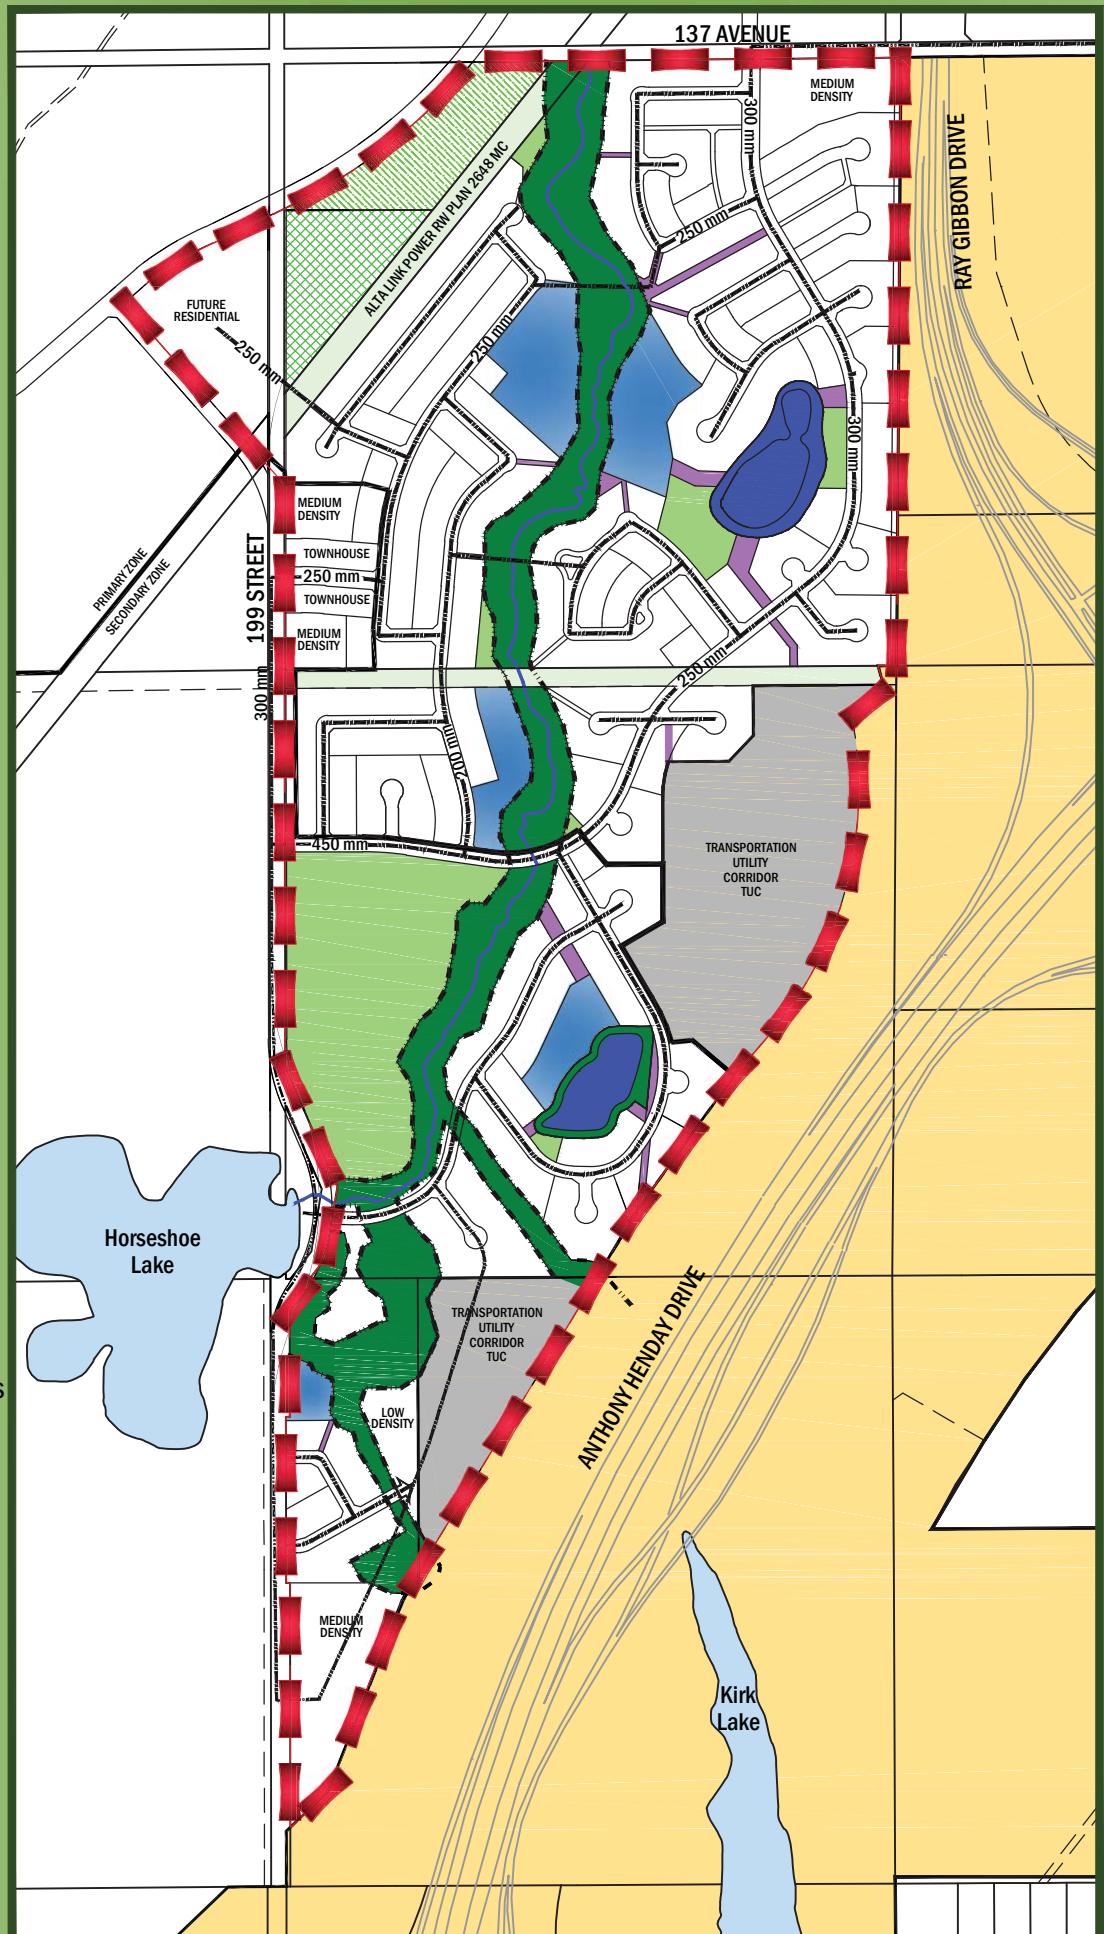 137 AVENUE
MEDIUM
DENSITY
300 mm
RAY GIBBON DRIVE
ALTA LINK POWER RW PLAN 2648 MC
250 mm
FUTURE
RESIDENTIAL
250 mm
250 mm
300 mm
MEDIUM
DENSITY
TOWNHOUSE
250 mm
TOWNHOUSE
MEDIUM
DENSITY
PRIMARY ZONE
SECONDARY ZONE
199 STREET
300 mm
250 mm
200 mm
450 mm
TRANSPORTATION
UTILITY
CORRIDOR
TUC
Horseshoe
Lake
TRANSPORTATION
UTILITY
CORRIDOR
TUC
ANTHONY HENDAY DRIVE
LOW
DENSITY
MEDIUM
DENSITY
Kirk
Lake